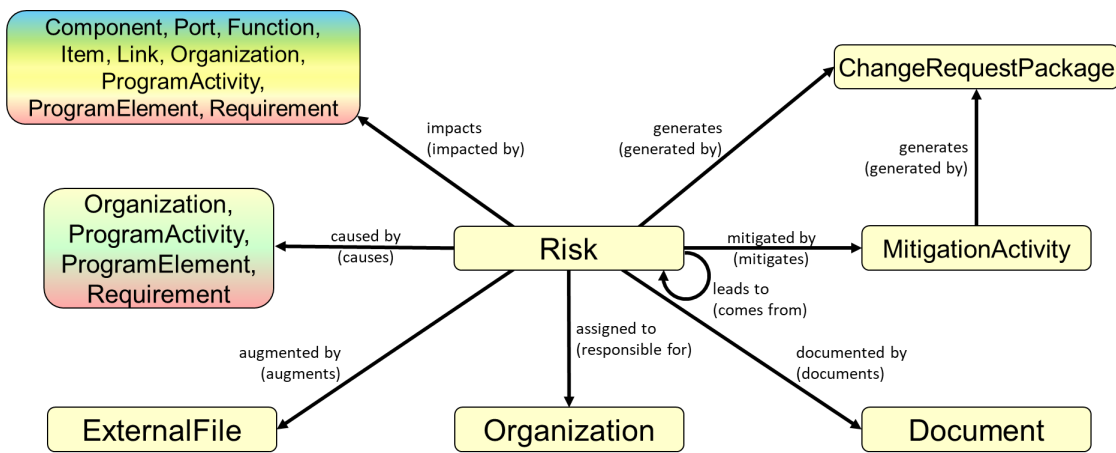 Component, Port, Function,
Item, Link, Organization,
ProgramActivity,
ProgramElement, Requirement
ChangeRequestPackage
impacts
(impacted by)
generates
(generated by)
generates
(generated by)
Organization,
ProgramActivity,
ProgramElement,
Requirement
caused by
(causes)
Risk
mitigated by
(mitigates)
MitigationActivity
leads to
(comes from)
augmented by
(augments)
assigned to
(responsible for)
documented by
(documents)
ExternalFile
Organization
Document